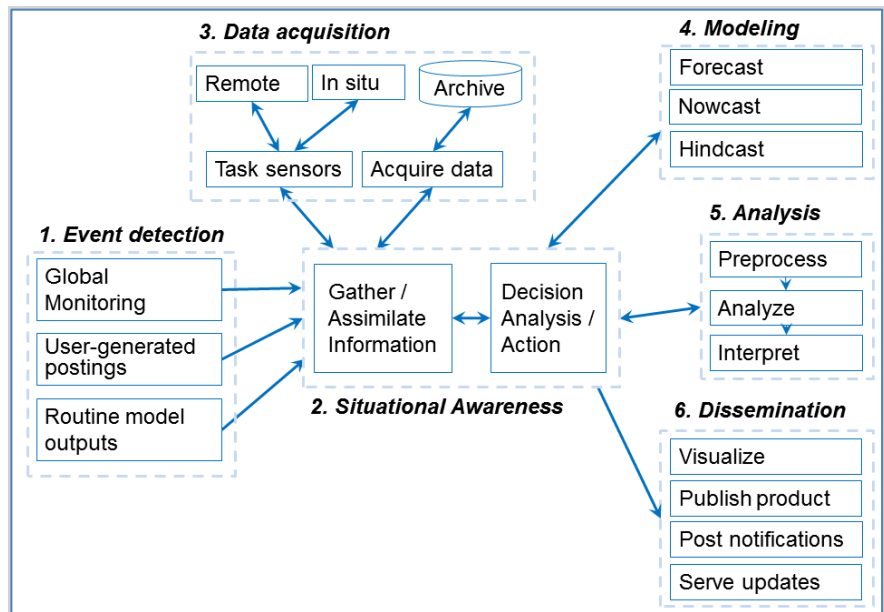 3. Data acquisition
Remote
In situ
Archive
Task sensors
Acquire data
1. Event detection
Global
Monitoring
User-generated
postings
Routine model
outputs
Gather /
Assimilate
Information
Decision
Analysis /
Action
2. Situational Awareness
4. Modeling
Forecast
Nowcast
Hindcast
5. Analysis
Preprocess
Analyze
Interpret
6. Dissemination
Visualize
Publish product
Post notifications
Serve updates